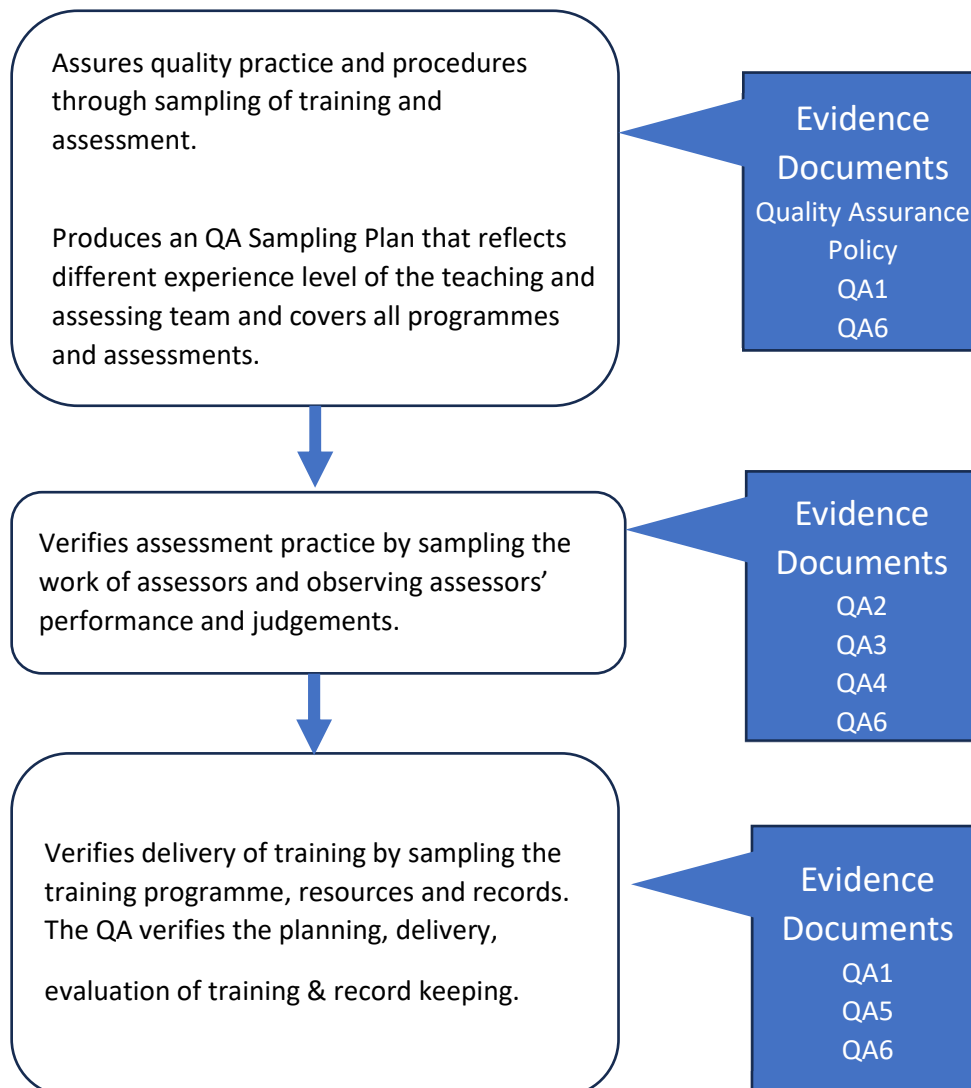 Assures quality practice and procedures
through sampling of training and
assessment.
Produces an QA Sampling Plan that reflects
different experience level of the teaching and
assessing team and covers all programmes
and assessments.
Evidence
Documents
Quality Assurance
Policy
QA1
QA6
Verifies assessment practice by sampling the
work of assessors and observing assessors’
performance and judgements.
Evidence
Documents
QA2
QA3
QA4
QA6
Verifies delivery of training by sampling the
training programme, resources and records.
The QA verifies the planning, delivery,
evaluation of training & record keeping.
Evidence
Documents
QA1
QA5
QA6